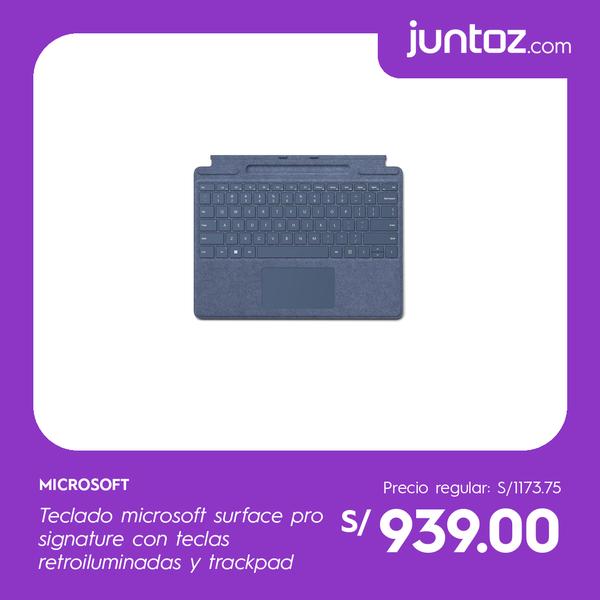 juntoz.com
MICROSOFT
Teclado microsoft surface pro
signature con teclas
retroiluminadas y trackpad
Precio regular: S/1173.75
S/ 939.00